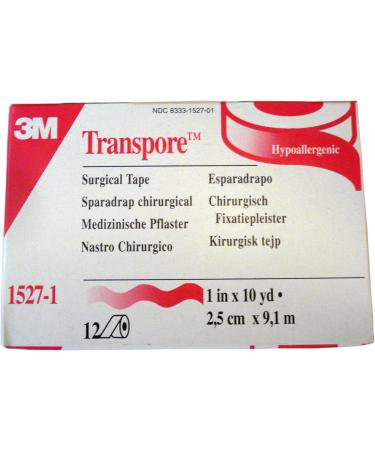 NDC 8333-1527-01
3M
Transpore™
Hypoallergenic
Surgical Tape
Sparadrap chirurgical
Medizinische Pflaster
Nastro Chirurgico
Esparadrapo
Chirurgisch
Fixatiepleister
Kirurgisk tejp
1527-1
12
1 in x 10 yd •
2,5 cm x 9,1 m